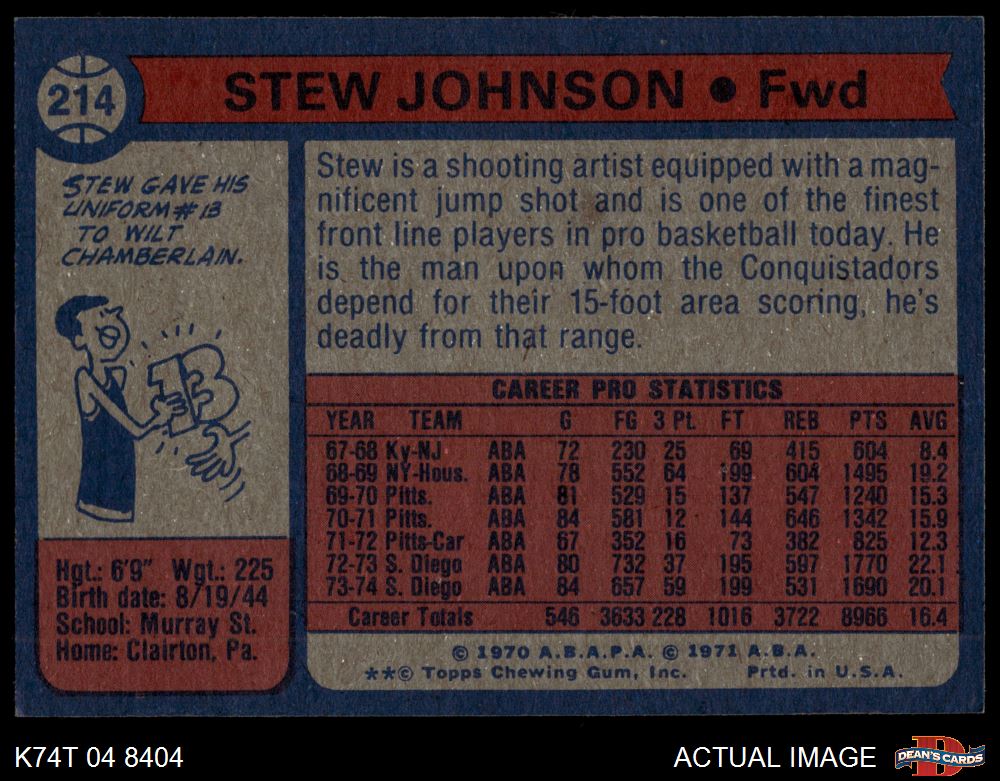 214
STEW JOHNSON ● Fwd
STEW GAVE HIS
UNIFORM # 13
TO WILT
CHAMBERLAIN.
13
Hgt.: 6'9" Wgt.: 225
Birth date: 8/19/44
School: Murray St.
Home: Clairton, Pa.
Stew is a shooting artist equipped with a mag-
nificent jump shot and is one of the finest
front line players in pro basketball today. He
is the man upon whom the Conquistadors
depend for their 15-foot area scoring, he's
deadly from that range.
CAREER PRO STATISTICS
YEAR TEAM G FG 3 Pt. FT REB PTS AVG
67-68 Ky-NJ ABA 72 230 25 69 415 604 8.4
68-69 NY-Hous. ABA 78 552 64 199 604 1495 19.2
69-70 Pitts. ABA 81 529 15 137 547 1240 15.3
70-71 Pitts. ABA 84 581 12 144 646 1342 15.9
71-72 Pitts-Car ABA 67 352 16 73 382 825 12.3
72-73 S. Diego ABA 80 732 37 195 597 1770 22.1
73-74 S. Diego ABA 84 657 59 199 531 1690 20.1
Career Totals 546 3633 228 1016 3722 8966 16.4
© 1970 A.B.A.P.A. © 1971 A.B.A.
**© Topps Chewing Gum, Inc. Prtd. in U.S.A.
K74T 04 8404
ACTUAL IMAGE
D
DEAN'S CARDS